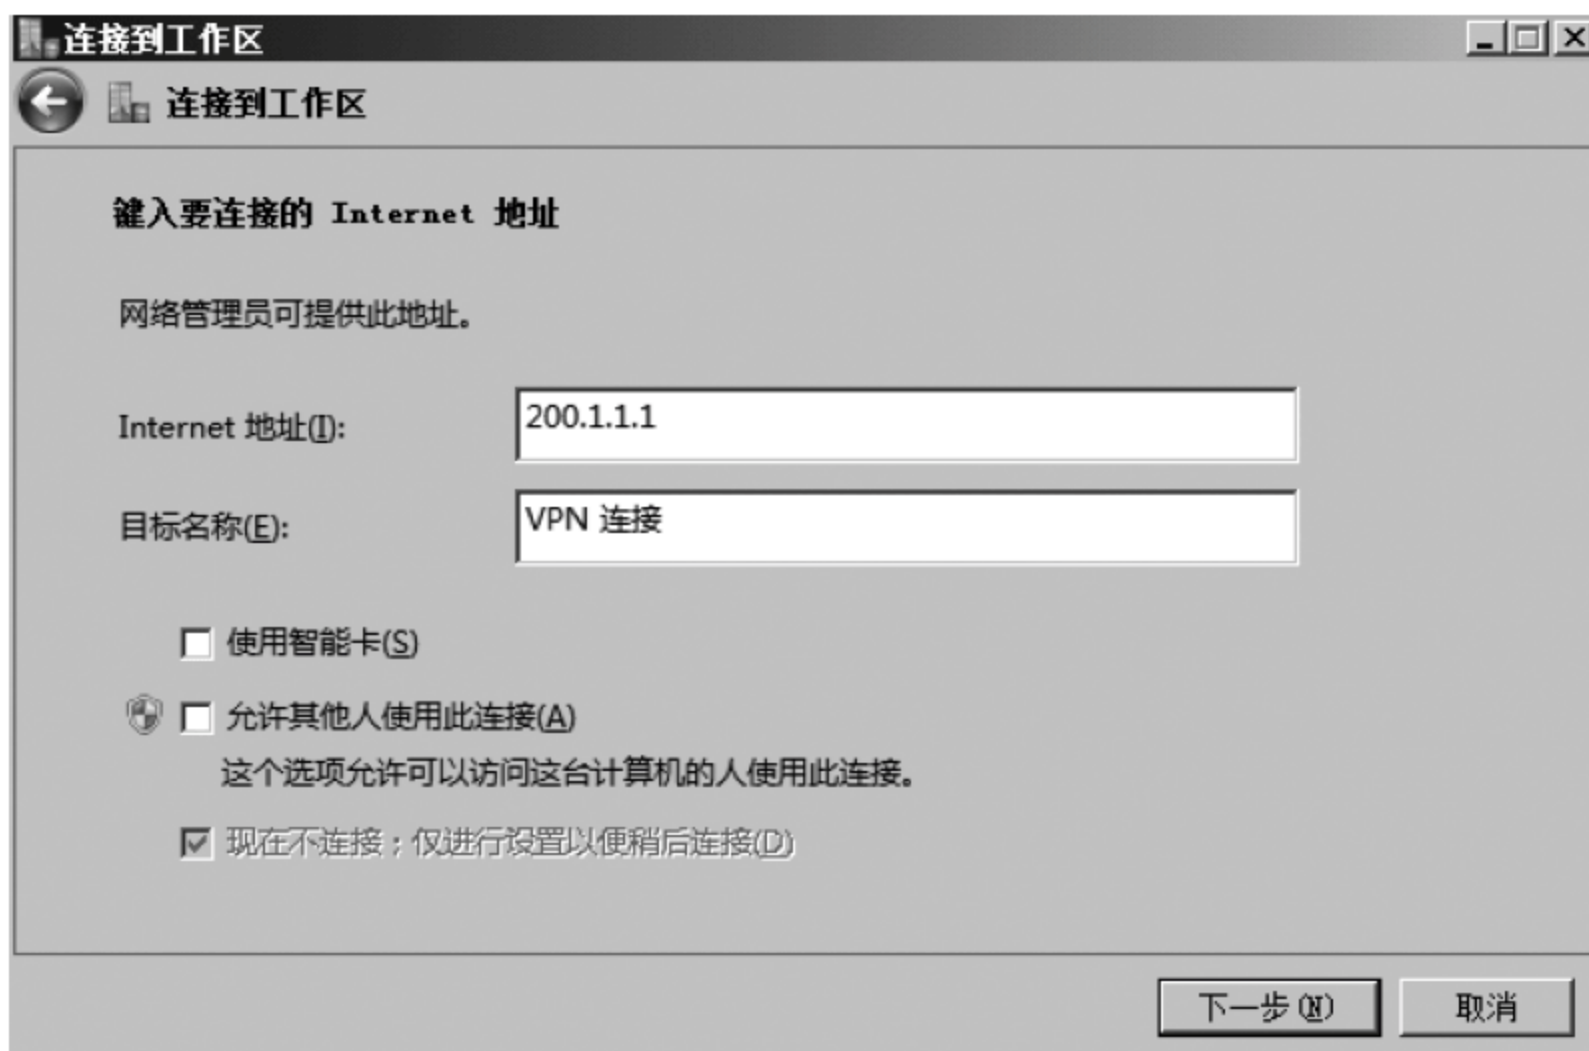 连接到工作区
连接到工作区
键入要连接的 Internet 地址
网络管理员可提供此地址。
Internet 地址(I): 200.1.1.1
目标名称(E): VPN 连接
使用智能卡(S)
允许其他人使用此连接(A)
这个选项允许可以访问这台计算机的人使用此连接。
现在不连接；仅进行设置以便稍后连接(D)
下一步(N) 取消